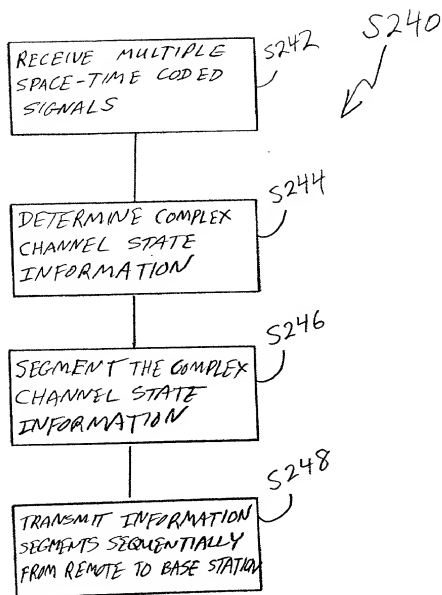 S240
RECEIVE MULTIPLE
SPACE-TIME CODED
SIGNALS
S242
DETERMINE COMPLEX
CHANNEL STATE
INFORMATION
S244
SEGMENT THE COMPLEX
CHANNEL STATE
INFORMATION
S246
TRANSMIT INFORMATION
SEGMENTS SEQUENTIALLY
FROM REMOTE TO BASE STATION
S248